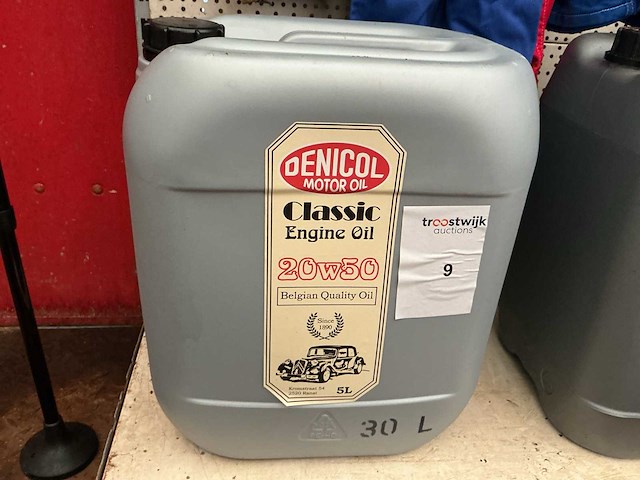 DENICOL
MOTOR OIL
Classic
Engine Oil
20w50
Belgian Quality Oil
Since
1890
5L
troostwijk
auctions
9
30 L